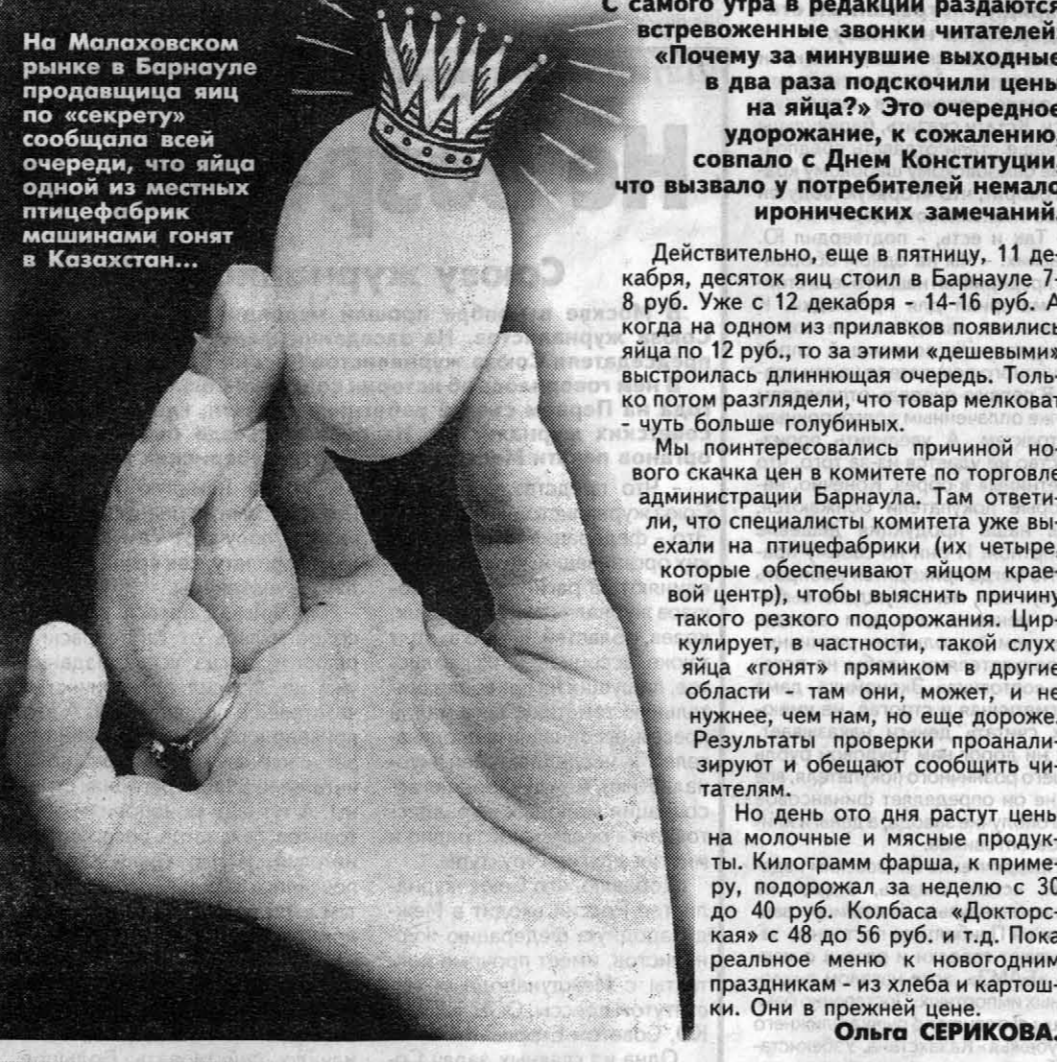 На Малаховском
рынке в Барнауле
продавщица яиц
по «секрету»
сообщала всей
очереди, что яйца
одной из местных
птицефабрик
машинами гонят
в Казахстан...
С самого утра в редакции раздаются
встревоженные звонки читателей:
«Почему за минувшие выходные
в два раза подскочили цены
на яйца?» Это очередное
удорожание, к сожалению,
совпало с Днем Конституции,
что вызвало у потребителей немало
иронических замечаний.
Действительно, еще в пятницу, 11 де-
кабря, десяток яиц стоил в Барнауле 7-
8 руб. Уже с 12 декабря - 14-16 руб. А
когда на одном из прилавков появились
яйца по 12 руб., то за этими «дешевыми»
выстроилась длиннющая очередь. Толь-
ко потом разглядели, что товар мелковат
- чуть больше голубиных.
Мы поинтересовались причиной но-
вого скачка цен в комитете по торговле
администрации Барнаула. Там ответи-
ли, что специалисты комитета уже вы-
ехали на птицефабрики (их четыре,
которые обеспечивают яйцом крае-
вой центр), чтобы выяснить причину
такого резкого подорожания. Цир-
кулирует, в частности, такой слух:
яйца «гонят» прямиком в другие
области - там они, может, и не
нужнее, чем нам, но еще дороже.
Результаты проверки проанали-
зируют и обещают сообщить чи-
тателям.
Но день ото дня растут цены
на молочные и мясные продук-
ты. Килограмм фарша, к приме-
ру, подорожал за неделю с 30
до 40 руб. Колбаса «Докторс-
кая» с 48 до 56 руб. и т.д. Пока
реальное меню к новогодним
праздникам - из хлеба и картош-
ки. Они в прежней цене.
Ольга СЕРИКОВА.